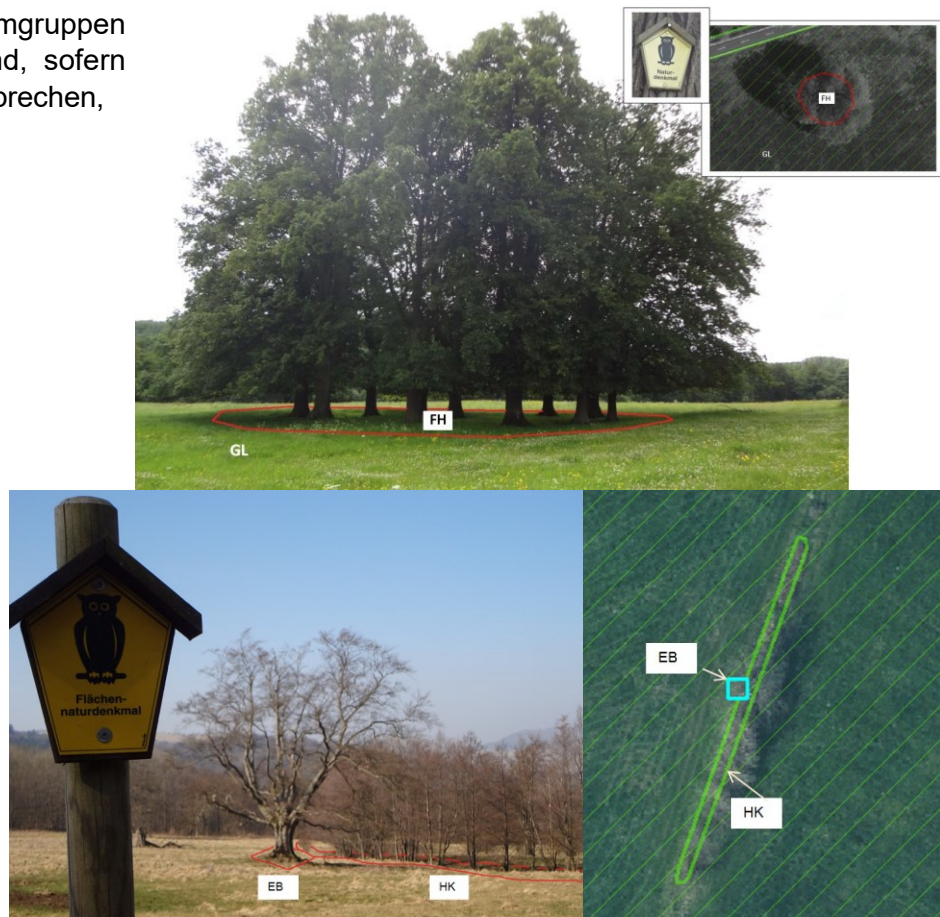 mgruppen
nd, sofern
prechen,
Natur-
denkmal
FH
GL
FH
GL
Flächen-
naturdenkmal
EB
HK
EB
HK